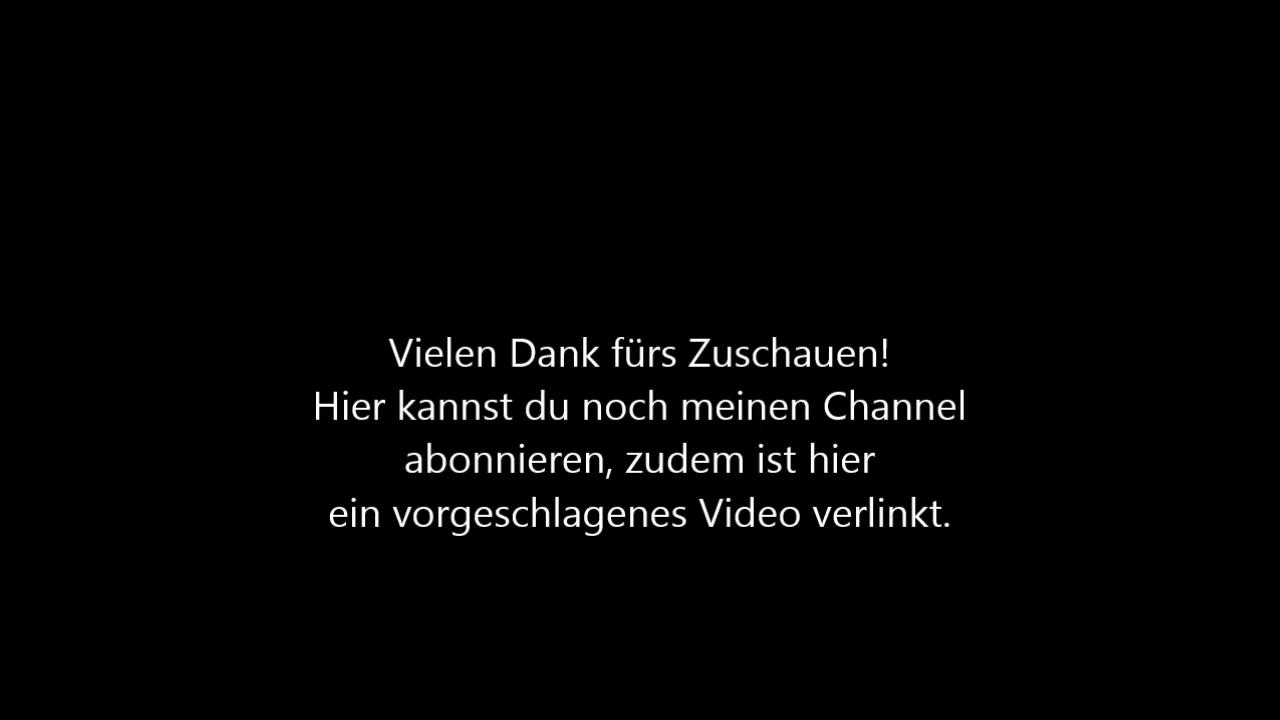 Vielen Dank fürs Zuschauen!
Hier kannst du noch meinen Channel
abonnieren, zudem ist hier
ein vorgeschlagenes Video verlinkt.